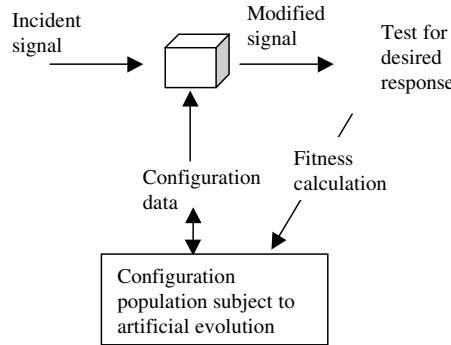 Incident
signal
Modified
signal
Test for
desired
response
Configuration
data
Fitness
calculation
Configuration
population subject to
artificial evolution